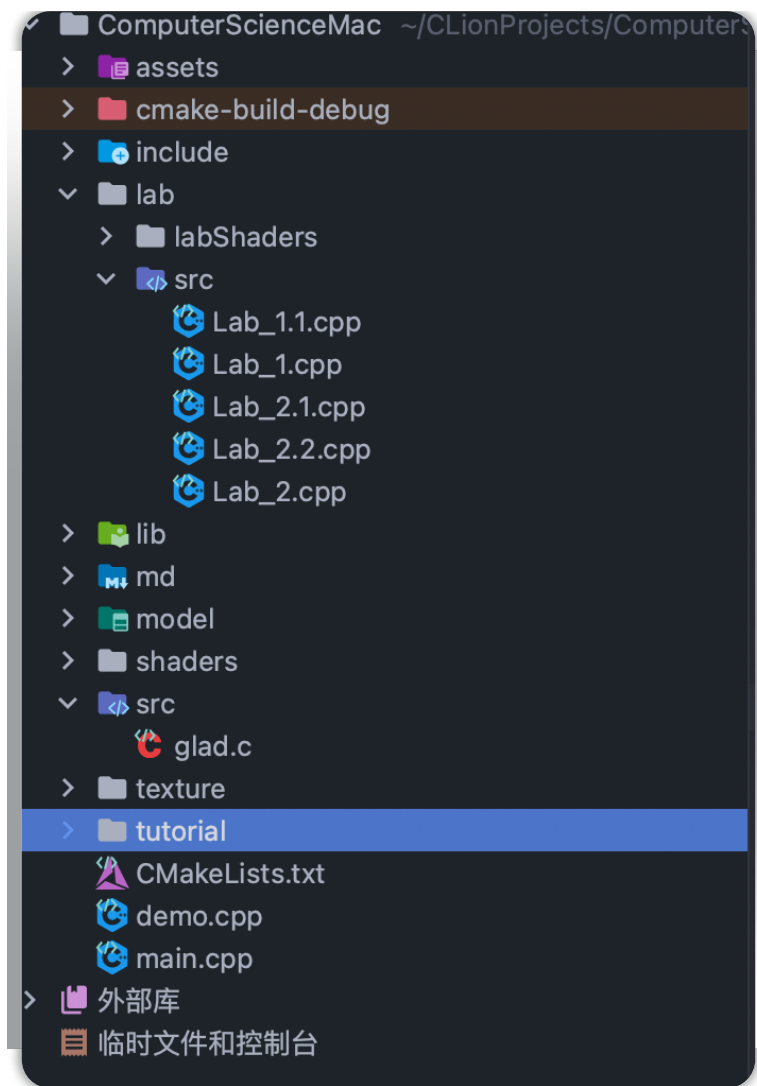 ComputerScienceMac ~/CLionProjects/Computers
assets
cmake-build-debug
include
lab
labShaders
src
Lab_1.1.cpp
Lab_1.cpp
Lab_2.1.cpp
Lab_2.2.cpp
Lab_2.cpp
lib
md
model
shaders
src
glad.c
texture
tutorial
CMakeLists.txt
demo.cpp
main.cpp
外部库
临时文件和控制台